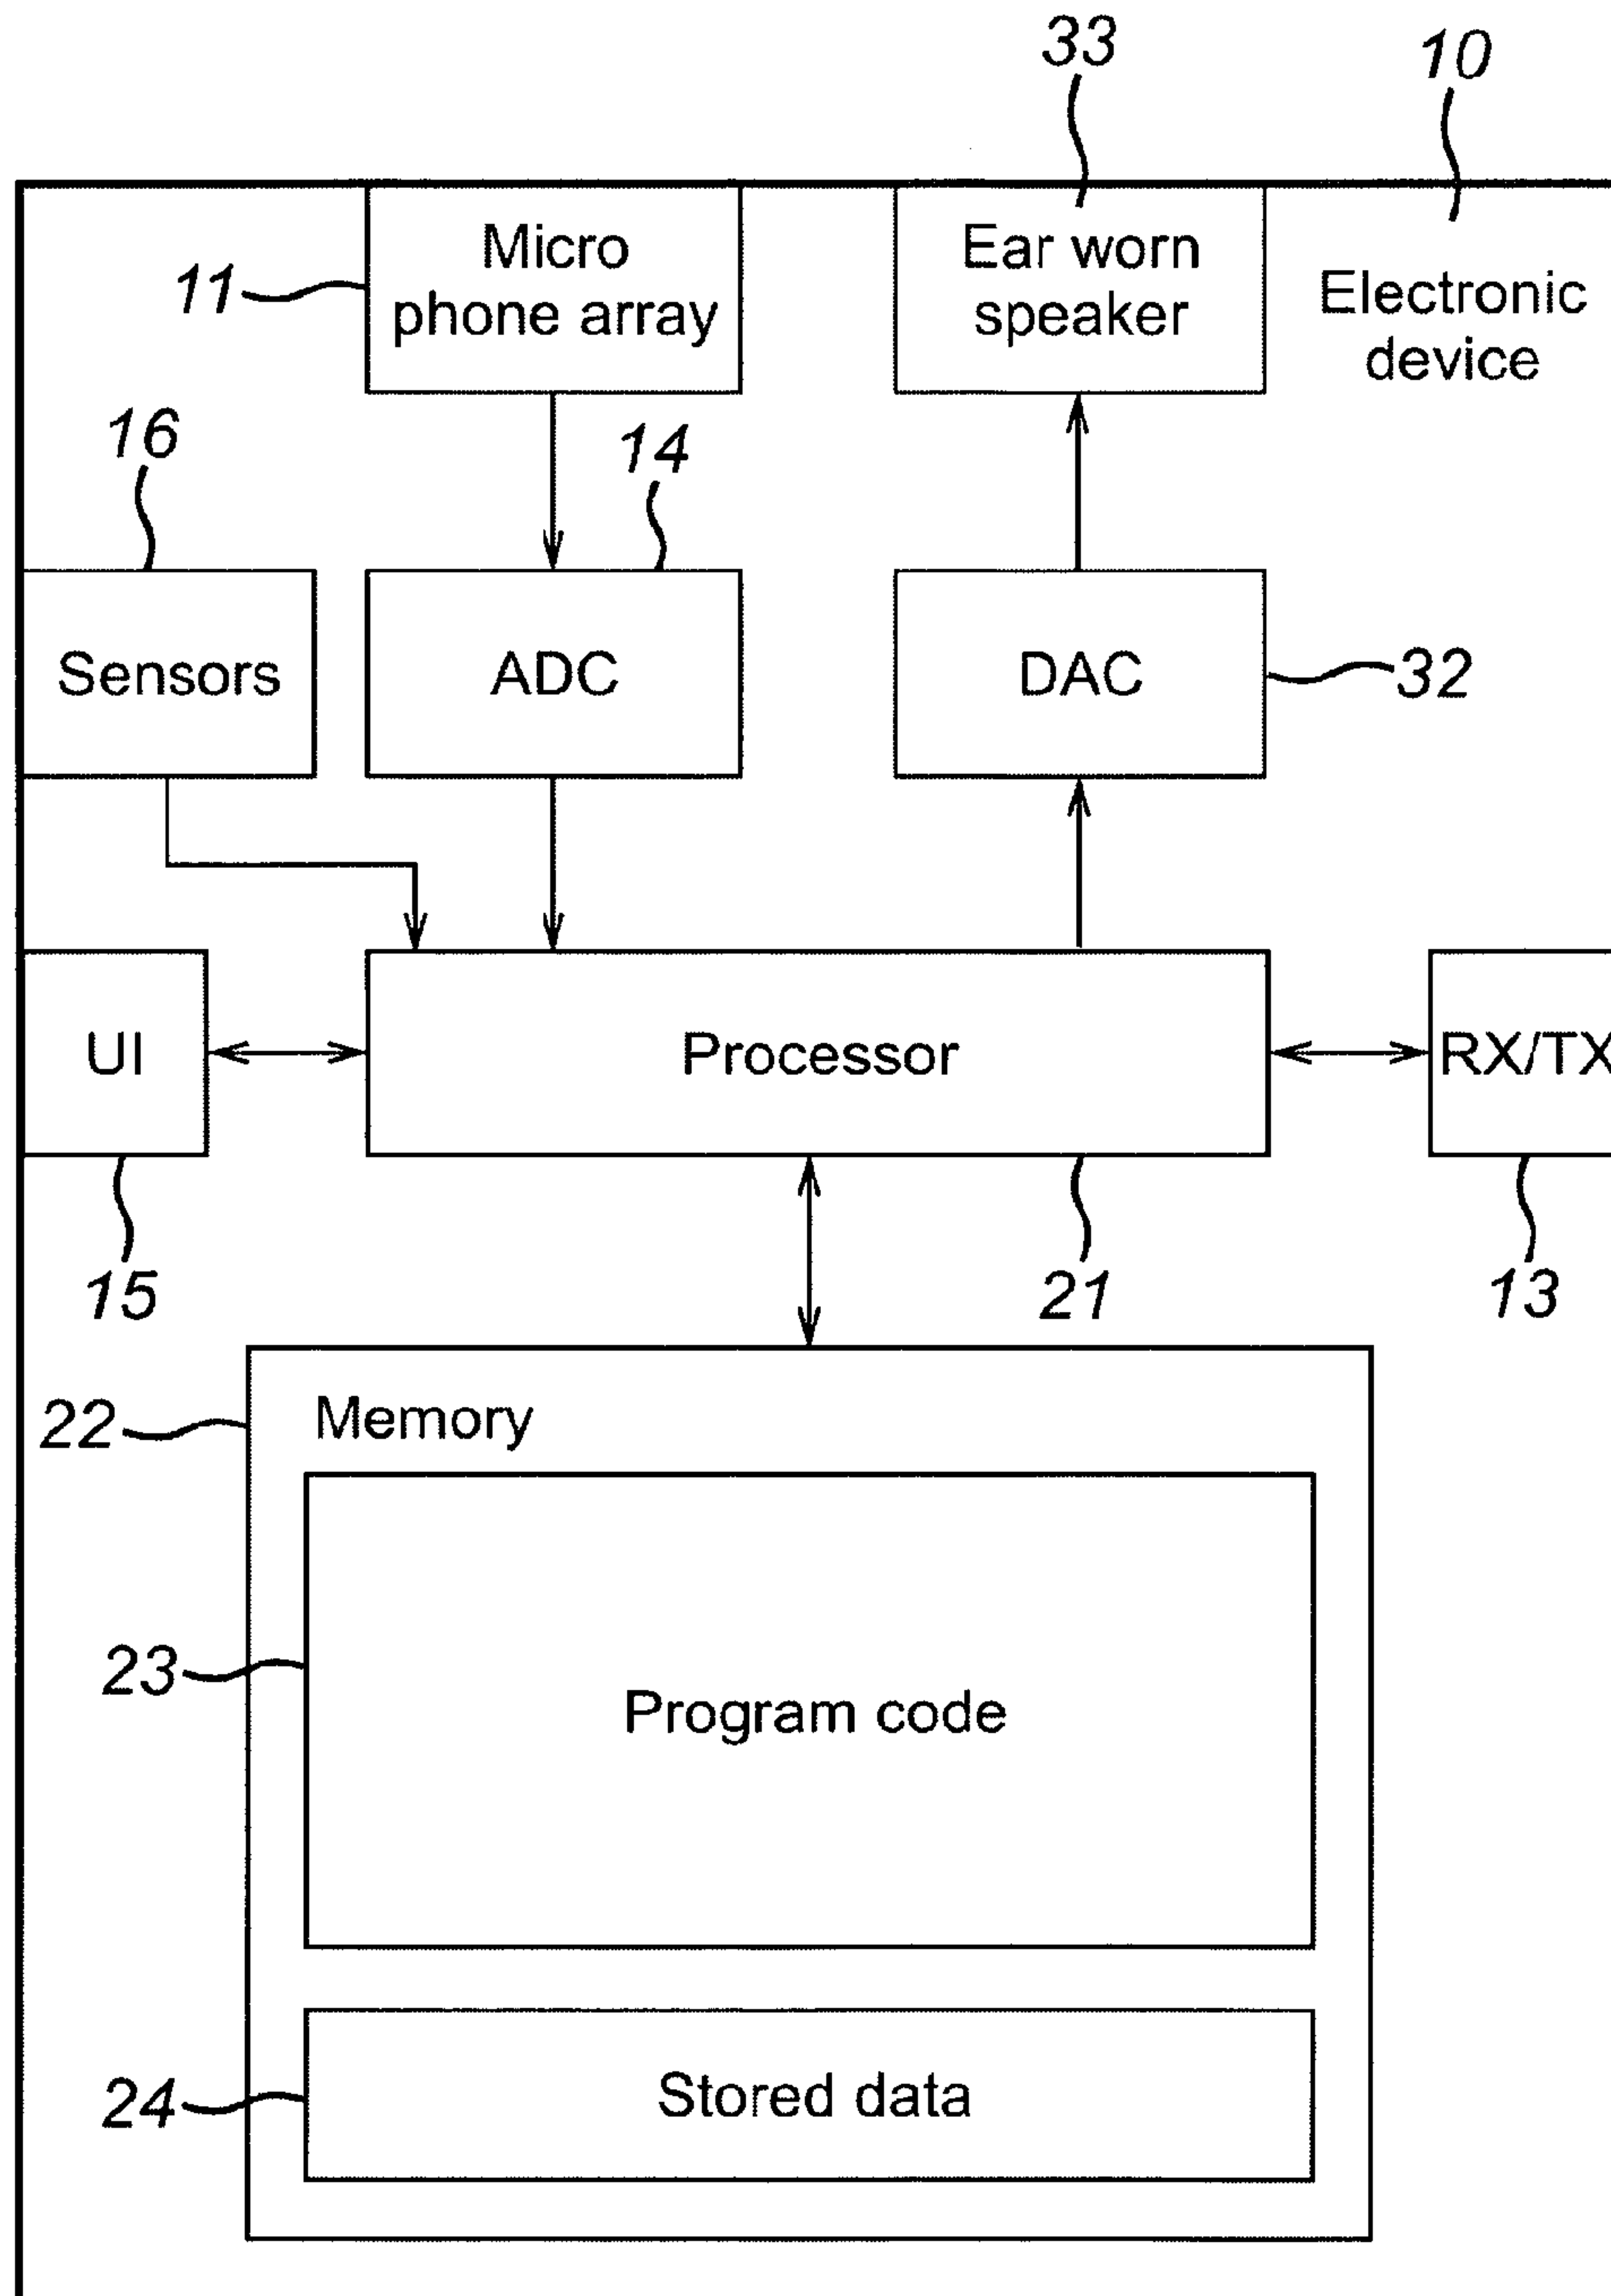 33
10
Micro
phone array
11
Ear worn
speaker
Electronic
device
16
14
Sensors
ADC
DAC
32
UI
Processor
RX/TX
15
21
13
22
Memory
23
Program code
24
Stored data